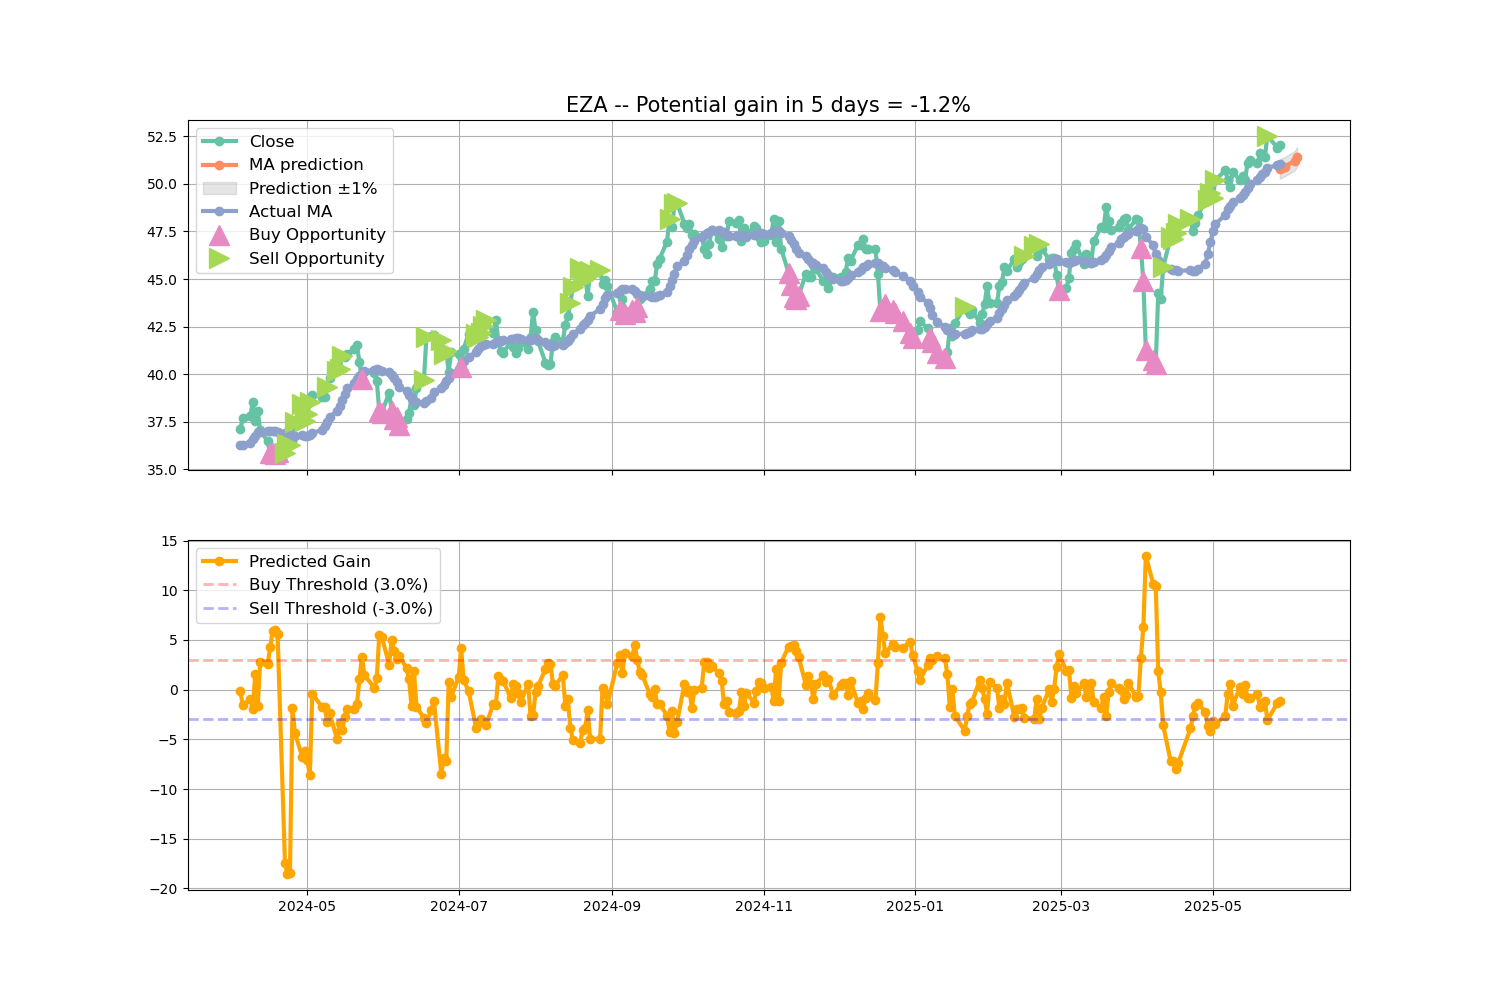 EZA -- Potential gain in 5 days = -1.2%
52.5
50.0
47.5
45.0
42.5
40.0
37.5
35.0
Close
MA prediction
Prediction ±1%
Actual MA
Buy Opportunity
Sell Opportunity
15
10
5
0
−5
−10
−15
−20
Predicted Gain
Buy Threshold (3.0%)
Sell Threshold (-3.0%)
2024-05
2024-07
2024-09
2024-11
2025-01
2025-03
2025-05